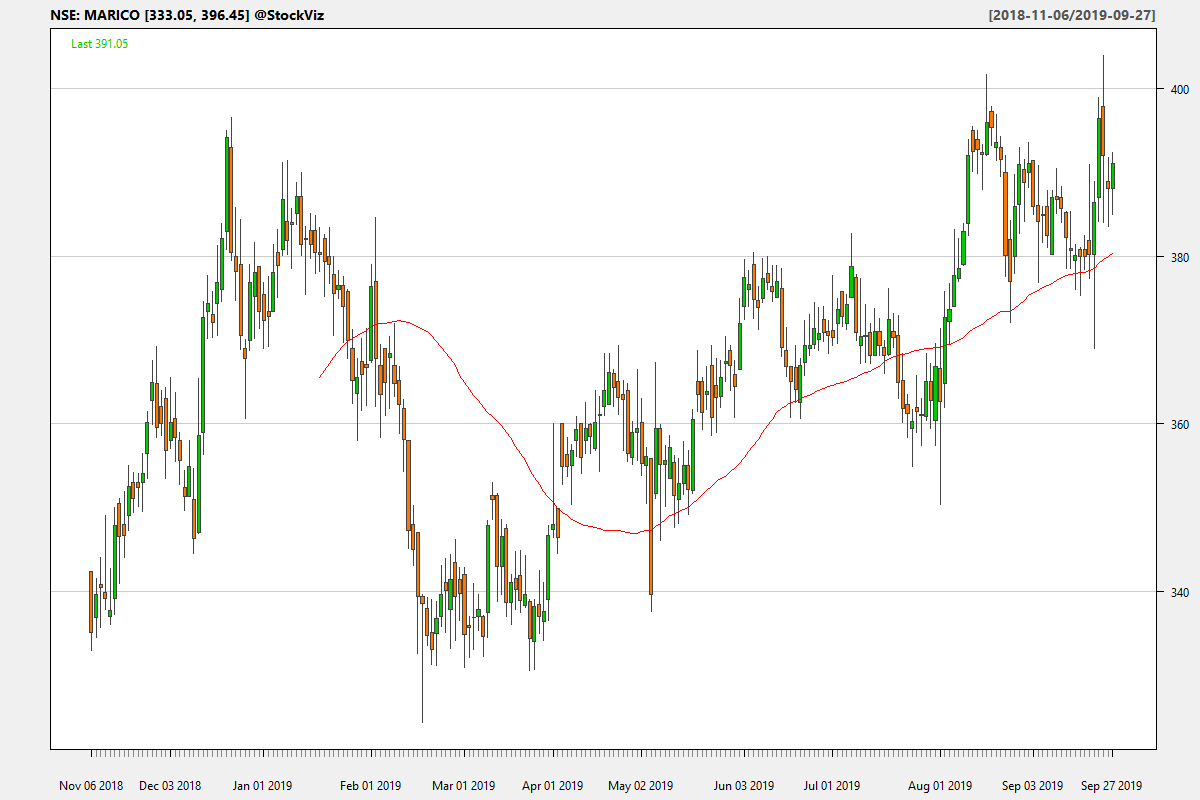 NSE: MARICO [333.05, 396.45] @StockViz [2018-11-06/2019-09-27]
Last 391.05
400
380
360
340
Nov 06 2018 Dec 03 2018 Jan 01 2019 Feb 01 2019 Mar 01 2019 Apr 01 2019 May 02 2019 Jun 03 2019 Jul 01 2019 Aug 01 2019 Sep 03 2019 Sep 27 2019